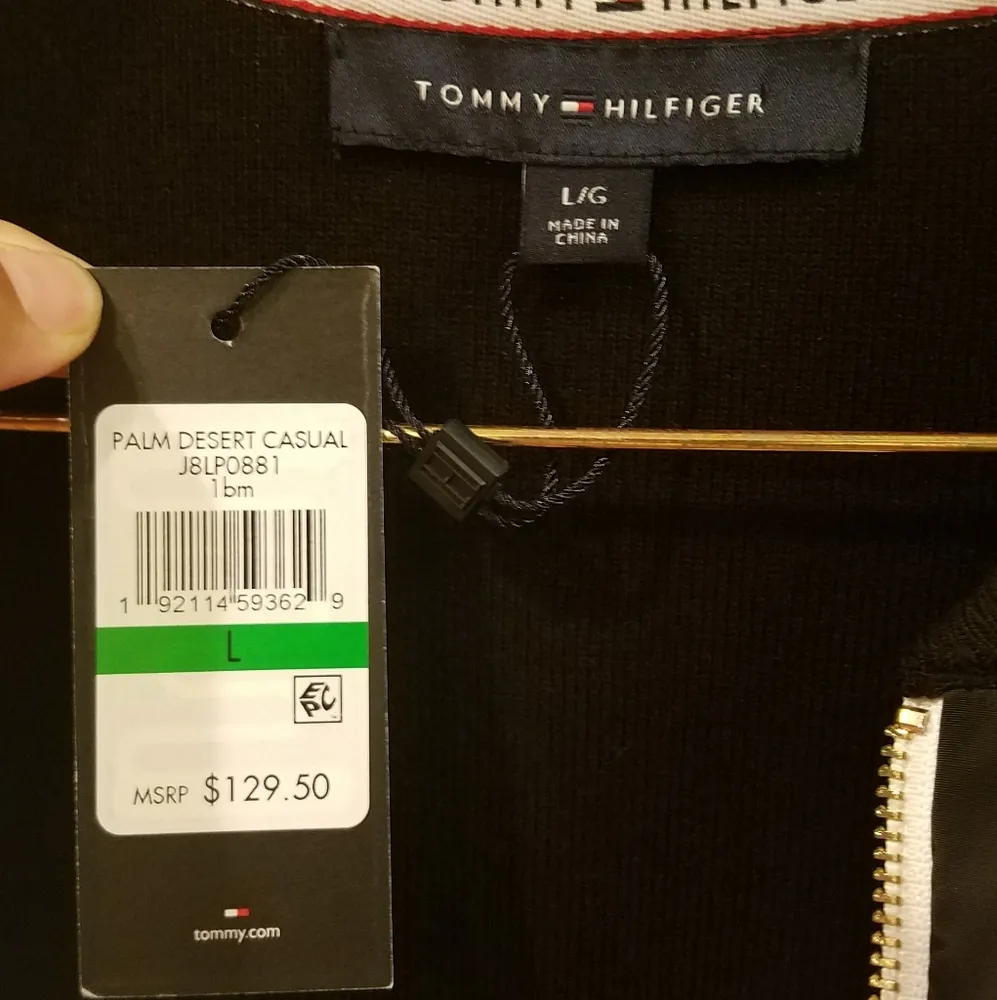 TOMMY HILFIGER
L/G
MADE IN
CHINA
PALM DESERT CASUAL
J8LP0881
1bm
1 92114 59362 9
L
EPC
MSRP $129.50
tommy.com